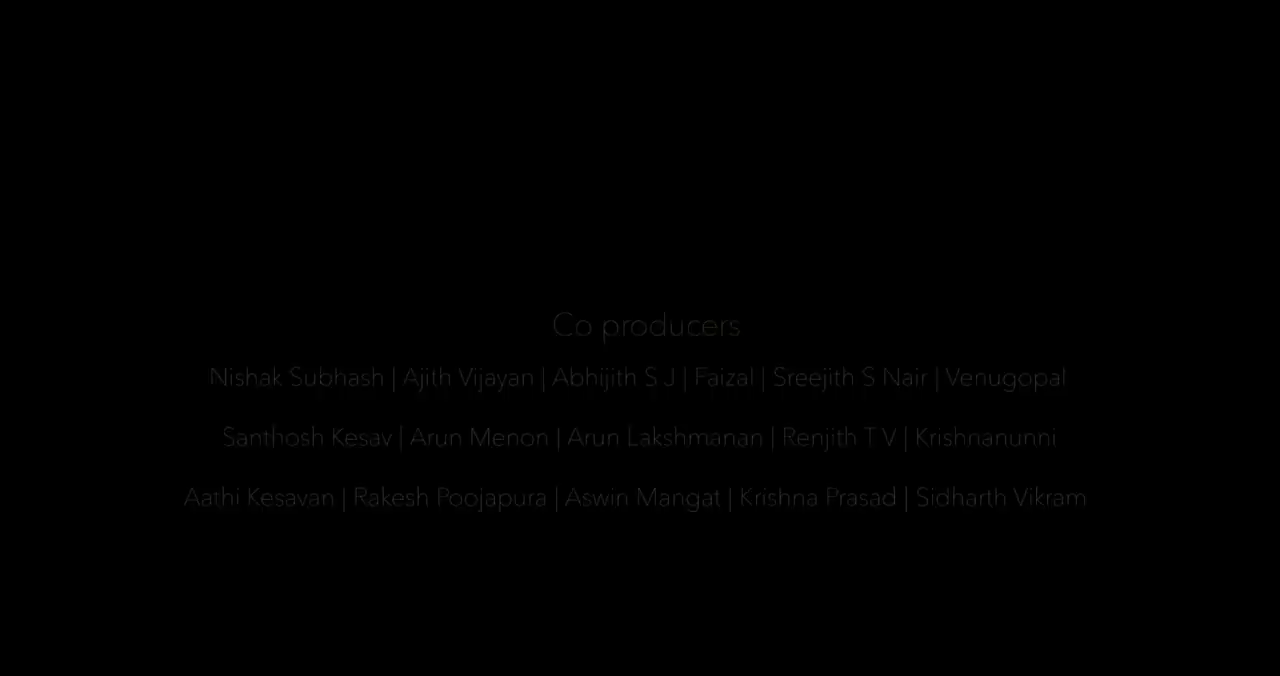 Co producers
Nishak Subhash | Ajith Vijayan | Abhijith S J | Faizal | Sreejith S Nair | Venugopal
Santhosh Kesav | Arun Menon | Arun Lakshmanan | Renjith T V | Krishnanunni
Aathi Kesavan | Rakesh Poojapura | Aswin Mangat | Krishna Prasad | Sidharth Vikram